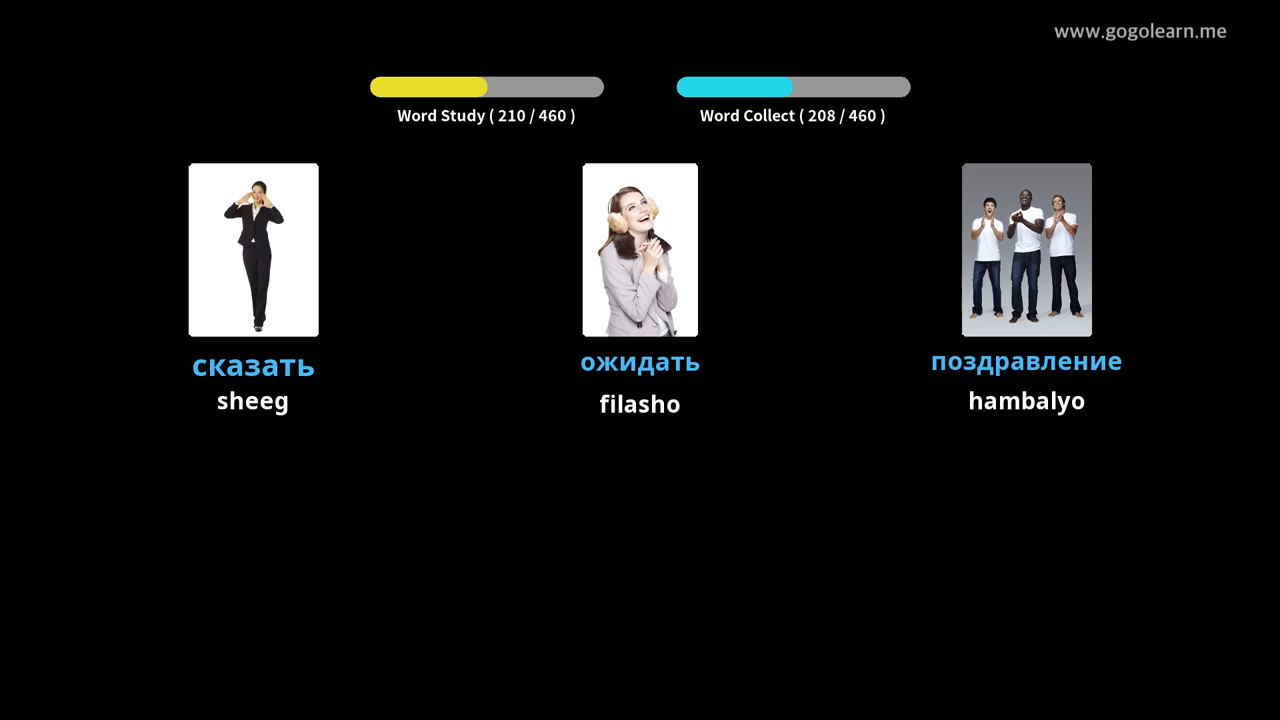 www.gogolearn.me
Word Study ( 210 / 460 )
Word Collect ( 208 / 460 )
сказать
sheeg
ожидать
filasho
поздравление
hambalyo